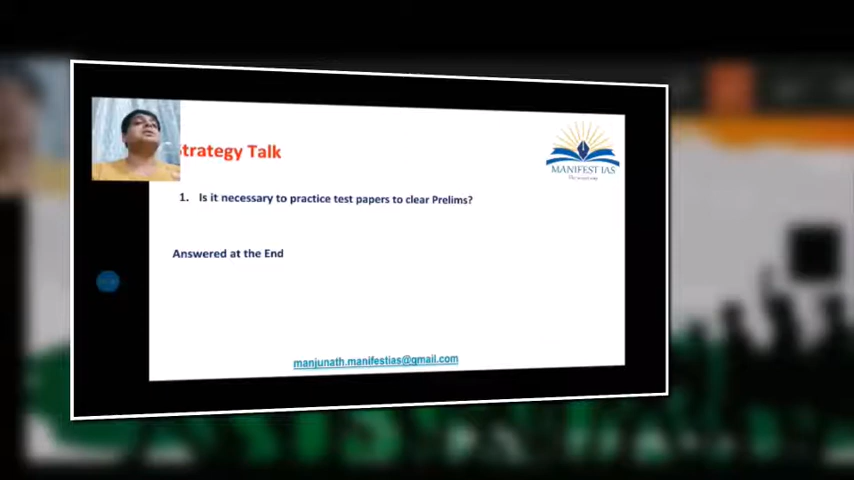 trategy Talk
MANIFEST IAS
1. Is it necessary to practice test papers to clear Prelims?
Answered at the End
manjunath.manifestias@gmail.com